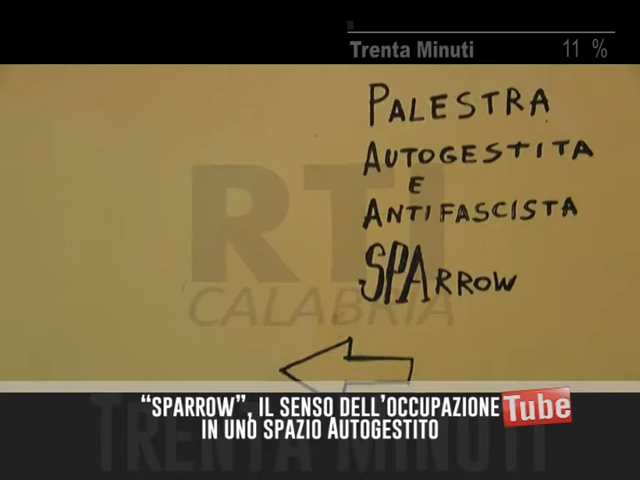 Trenta Minuti 11 %
PALESTRA
AUTOGESTITA
E
ANTIFASCISTA
SPARROW
RTI
CALABRIA
“SPARROW”, IL SENSO DELL’OCCUPAZIONE
IN UNO SPAZIO AUTOGESTITO
Tube
TRENTA MINUTI